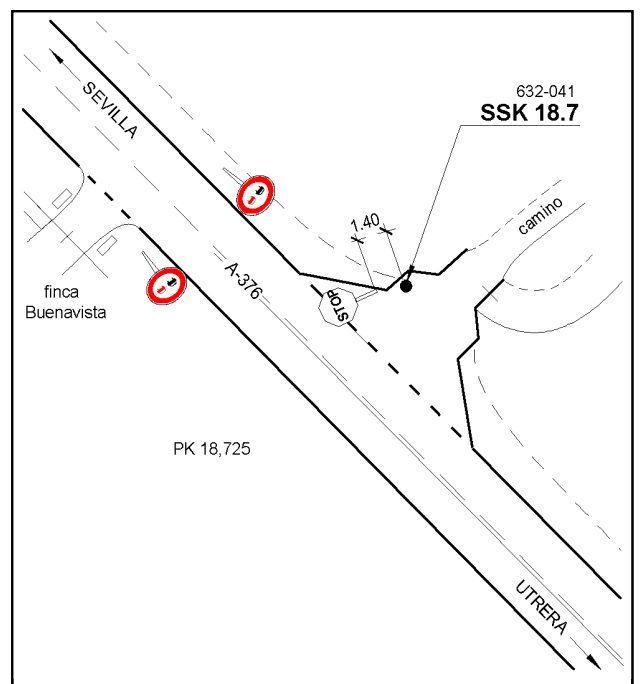 632-041
SSK 18.7
SEVILLA
1.40
camino
A-376
STOP
finca
Buenavista
PK 18,725
UTRERA